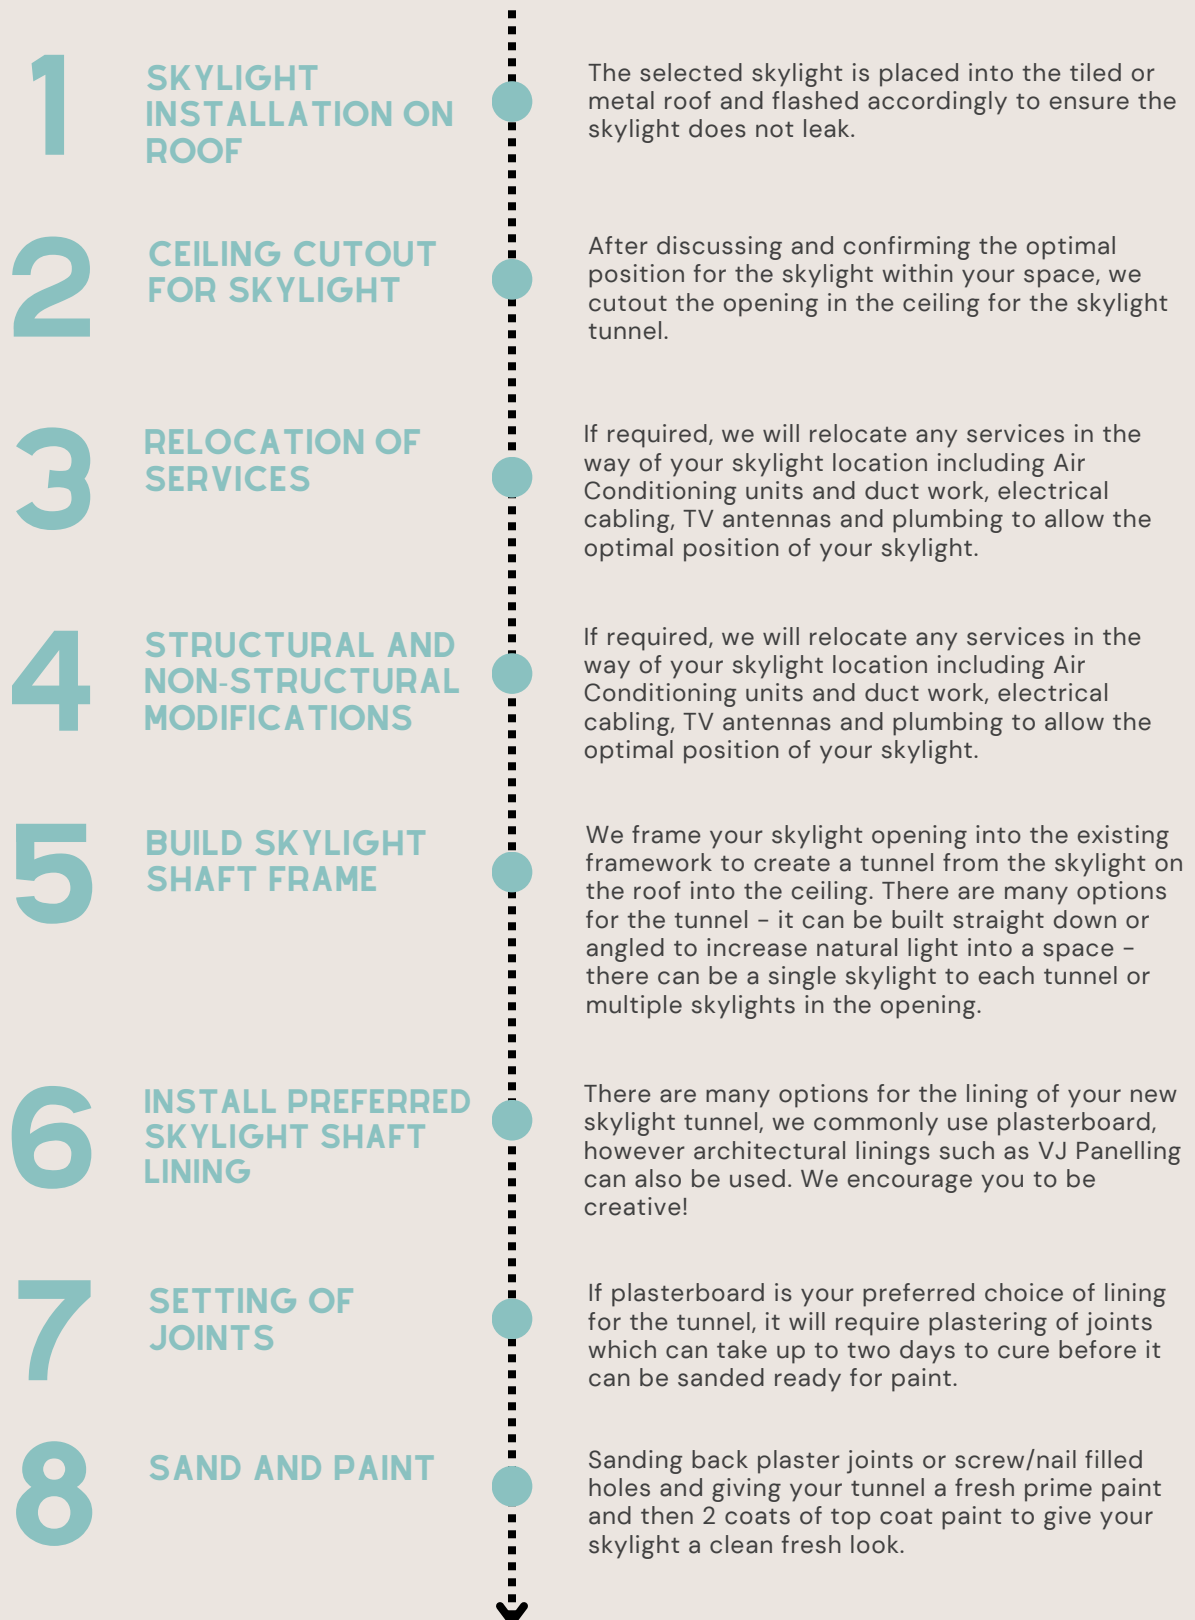 1
SKYLIGHT
INSTALLATION ON
ROOF
The selected skylight is placed into the tiled or
metal roof and flashed accordingly to ensure the
skylight does not leak.
2
CEILING CUTOUT
FOR SKYLIGHT
After discussing and confirming the optimal
position for the skylight within your space, we
cutout the opening in the ceiling for the skylight
tunnel.
3
RELOCATION OF
SERVICES
If required, we will relocate any services in the
way of your skylight location including Air
Conditioning units and duct work, electrical
cabling, TV antennas and plumbing to allow the
optimal position of your skylight.
4
STRUCTURAL AND
NON-STRUCTURAL
MODIFICATIONS
If required, we will relocate any services in the
way of your skylight location including Air
Conditioning units and duct work, electrical
cabling, TV antennas and plumbing to allow the
optimal position of your skylight.
5
BUILD SKYLIGHT
SHAFT FRAME
We frame your skylight opening into the existing
framework to create a tunnel from the skylight on
the roof into the ceiling. There are many options
for the tunnel - it can be built straight down or
angled to increase natural light into a space -
there can be a single skylight to each tunnel or
multiple skylights in the opening.
6
INSTALL PREFERRED
SKYLIGHT SHAFT
LINING
There are many options for the lining of your new
skylight tunnel, we commonly use plasterboard,
however architectural linings such as VJ Panelling
can also be used. We encourage you to be
creative!
7
SETTING OF
JOINTS
If plasterboard is your preferred choice of lining
for the tunnel, it will require plastering of joints
which can take up to two days to cure before it
can be sanded ready for paint.
8
SAND AND PAINT
Sanding back plaster joints or screw/nail filled
holes and giving your tunnel a fresh prime paint
and then 2 coats of top coat paint to give your
skylight a clean fresh look.